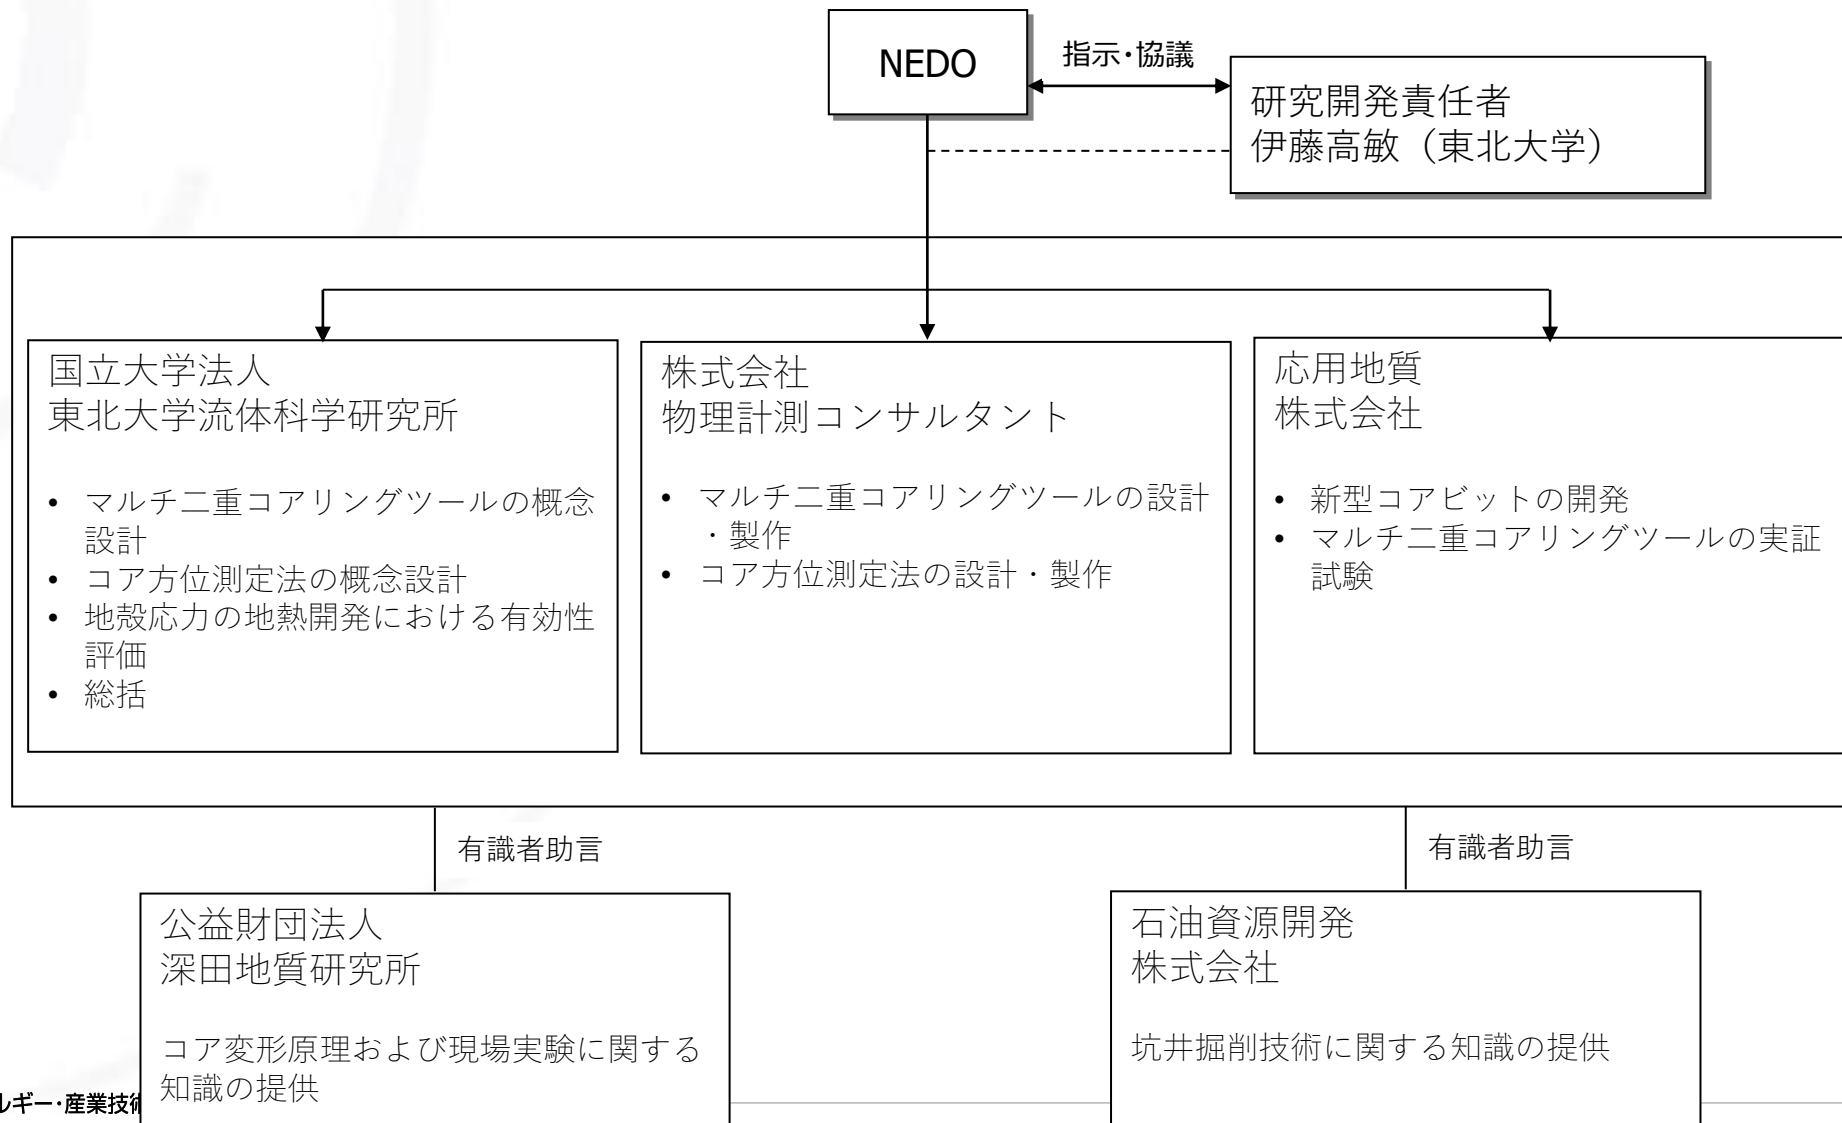 NEDO
指示・協議
研究開発責任者
伊藤高敏（東北大学）
国立大学法人
東北大学流体科学研究所
• マルチ二重コアリングツールの概念
設計
• コア方位測定法の概念設計
• 地殻応力の地熱開発における有効性
評価
• 総括
株式会社
物理計測コンサルタント
• マルチ二重コアリングツールの設計
・製作
• コア方位測定法の設計・製作
応用地質
株式会社
• 新型コアビットの開発
• マルチ二重コアリングツールの実証
試験
有識者助言
有識者助言
公益財団法人
深田地質研究所
コア変形原理および現場実験に関する
知識の提供
石油資源開発
株式会社
坑井掘削技術に関する知識の提供
ルギー・産業技術